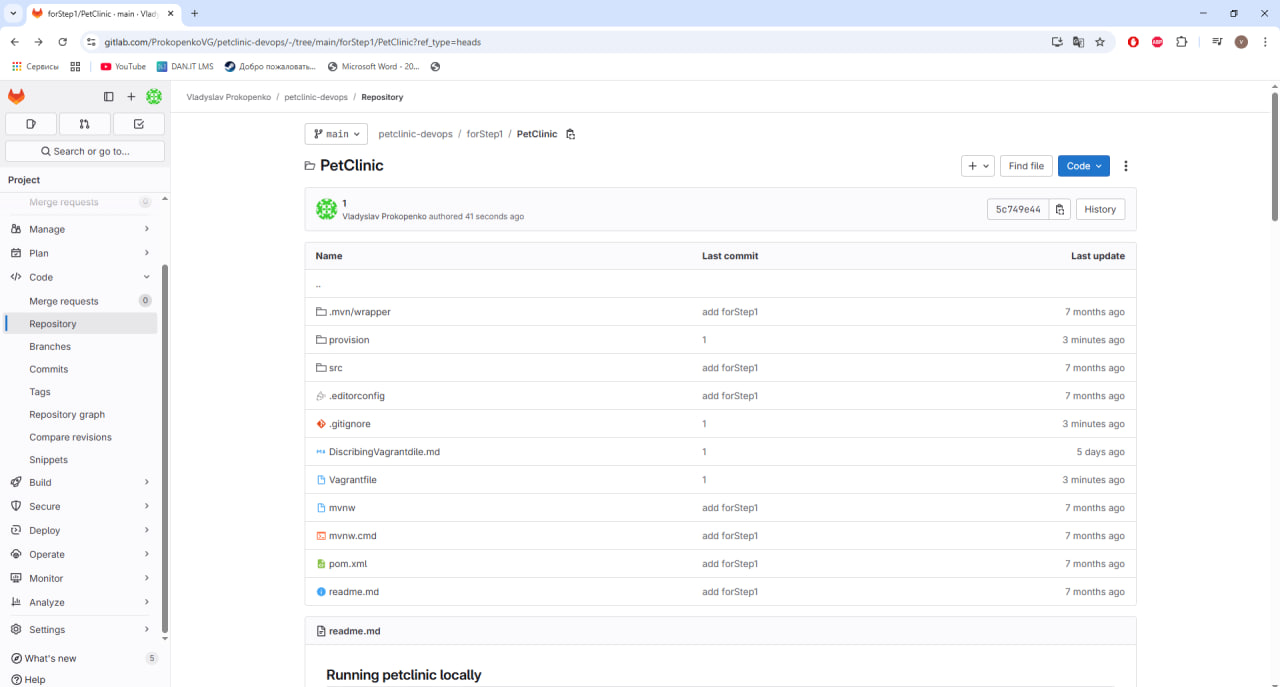 forStep1/PetClinic · main · Vlady
gitlab.com/ProkopenkoVG/petclinic-devops/-/tree/main/forStep1/PetClinic?ref_type=heads
Сервисы YouTube DAN.IT LMS Добро пожаловать... Microsoft Word - 20...
Vladyslav Prokopenko / petclinic-devops / Repository
main petclinic-devops / forStep1 / PetClinic
Search or go to...
PetClinic Find file Code
Project
Merge requests 0
Manage
Plan
Code
Merge requests 0
Repository
Branches
Commits
Tags
Repository graph
Compare revisions
Snippets
Build
Secure
Deploy
Operate
Monitor
Analyze
Settings
What's new 5
Help
1
Vladyslav Prokopenko authored 41 seconds ago
5c749e44 History
Name Last commit Last update
..
.mvn/wrapper add forStep1 7 months ago
provision 1 3 minutes ago
src add forStep1 7 months ago
.editorconfig add forStep1 7 months ago
.gitignore 1 3 minutes ago
DiscribingVagrantdile.md 1 5 days ago
Vagrantfile 1 3 minutes ago
mvnw add forStep1 7 months ago
mvnw.cmd add forStep1 7 months ago
pom.xml add forStep1 7 months ago
readme.md add forStep1 7 months ago
readme.md
Running petclinic locally